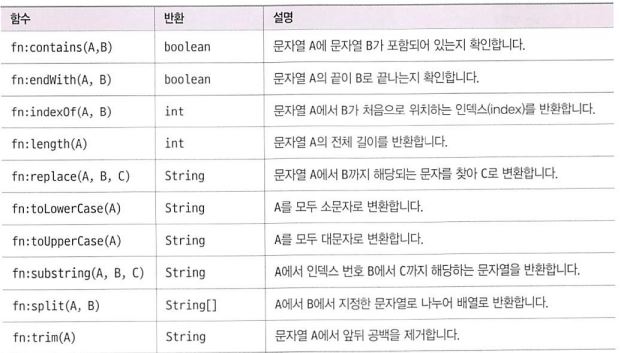 함수 반환 설명
fn:contains(A,B) boolean 문자열 A에 문자열 B가 포함되어 있는지 확인합니다.
fn:endWith(A, B) boolean 문자열 A의 끝이 B로 끝나는지 확인합니다.
fn:indexOf(A, B) int 문자열 A에서 B가 처음으로 위치하는 인덱스(index)를 반환합니다.
fn:length(A) int 문자열 A의 전체 길이를 반환합니다.
fn:replace(A, B, C) String 문자열 A에서 B까지 해당되는 문자를 찾아 C로 변환합니다.
fn:toLowerCase(A) String A를 모두 소문자로 변환합니다.
fn:toUpperCase(A) String A를 모두 대문자로 변환합니다.
fn:substring(A, B, C) String A에서 인덱스 번호 B에서 C까지 해당하는 문자열을 반환합니다.
fn:split(A, B) String[] A에서 B에서 지정한 문자열로 나누어 배열로 반환합니다.
fn:trim(A) String 문자열 A에서 앞뒤 공백을 제거합니다.